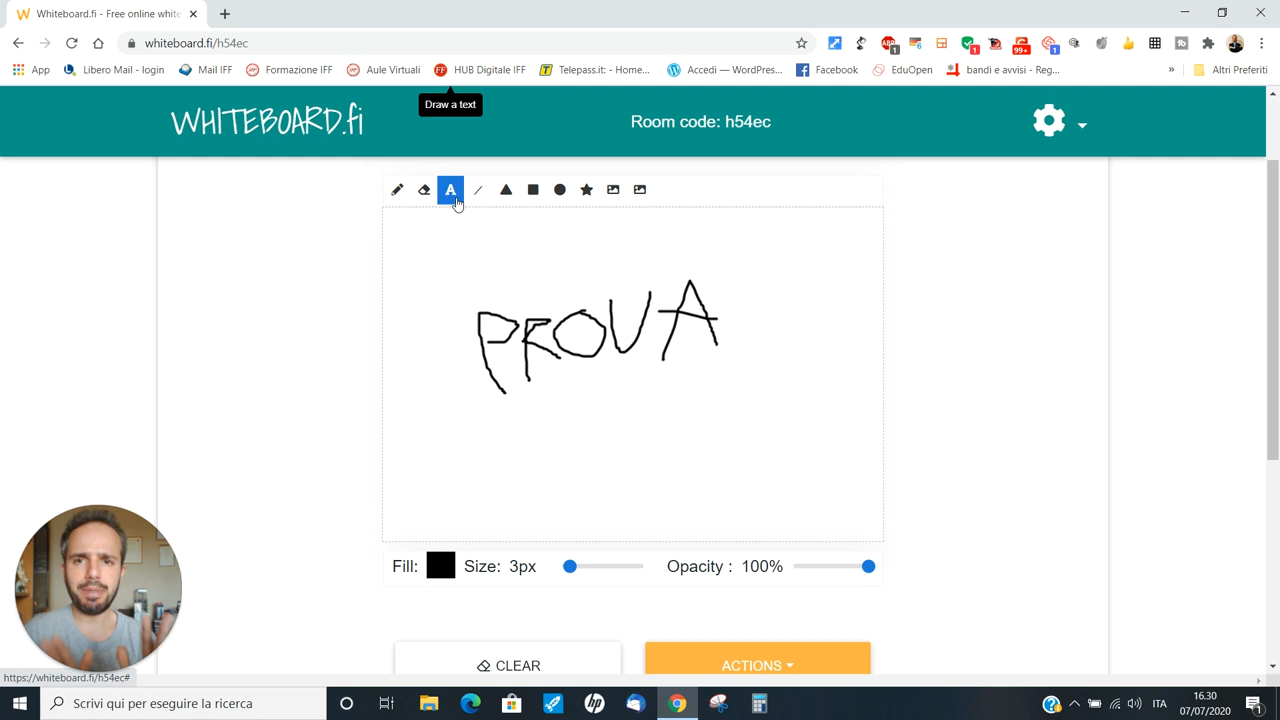 Whiteboard.fi - Free online white
whiteboard.fi/h54ec
App
Libero Mail - login
Mail IFF
Formazione IFF
Aule Virtuali
HUB Digitale IFF
Telepass.it: - Home...
Accedi — WordPres...
Facebook
EduOpen
bandi e avvisi - Reg...
»
Altri Preferiti
Draw a text
WHITEBOARD.fi
Room code: h54ec
A
PROVA
Fill:
Size: 3px
Opacity : 100%
CLEAR
ACTIONS
https://whiteboard.fi/h54ec#
Scrivi qui per eseguire la ricerca
ITA
16.30
07/07/2020